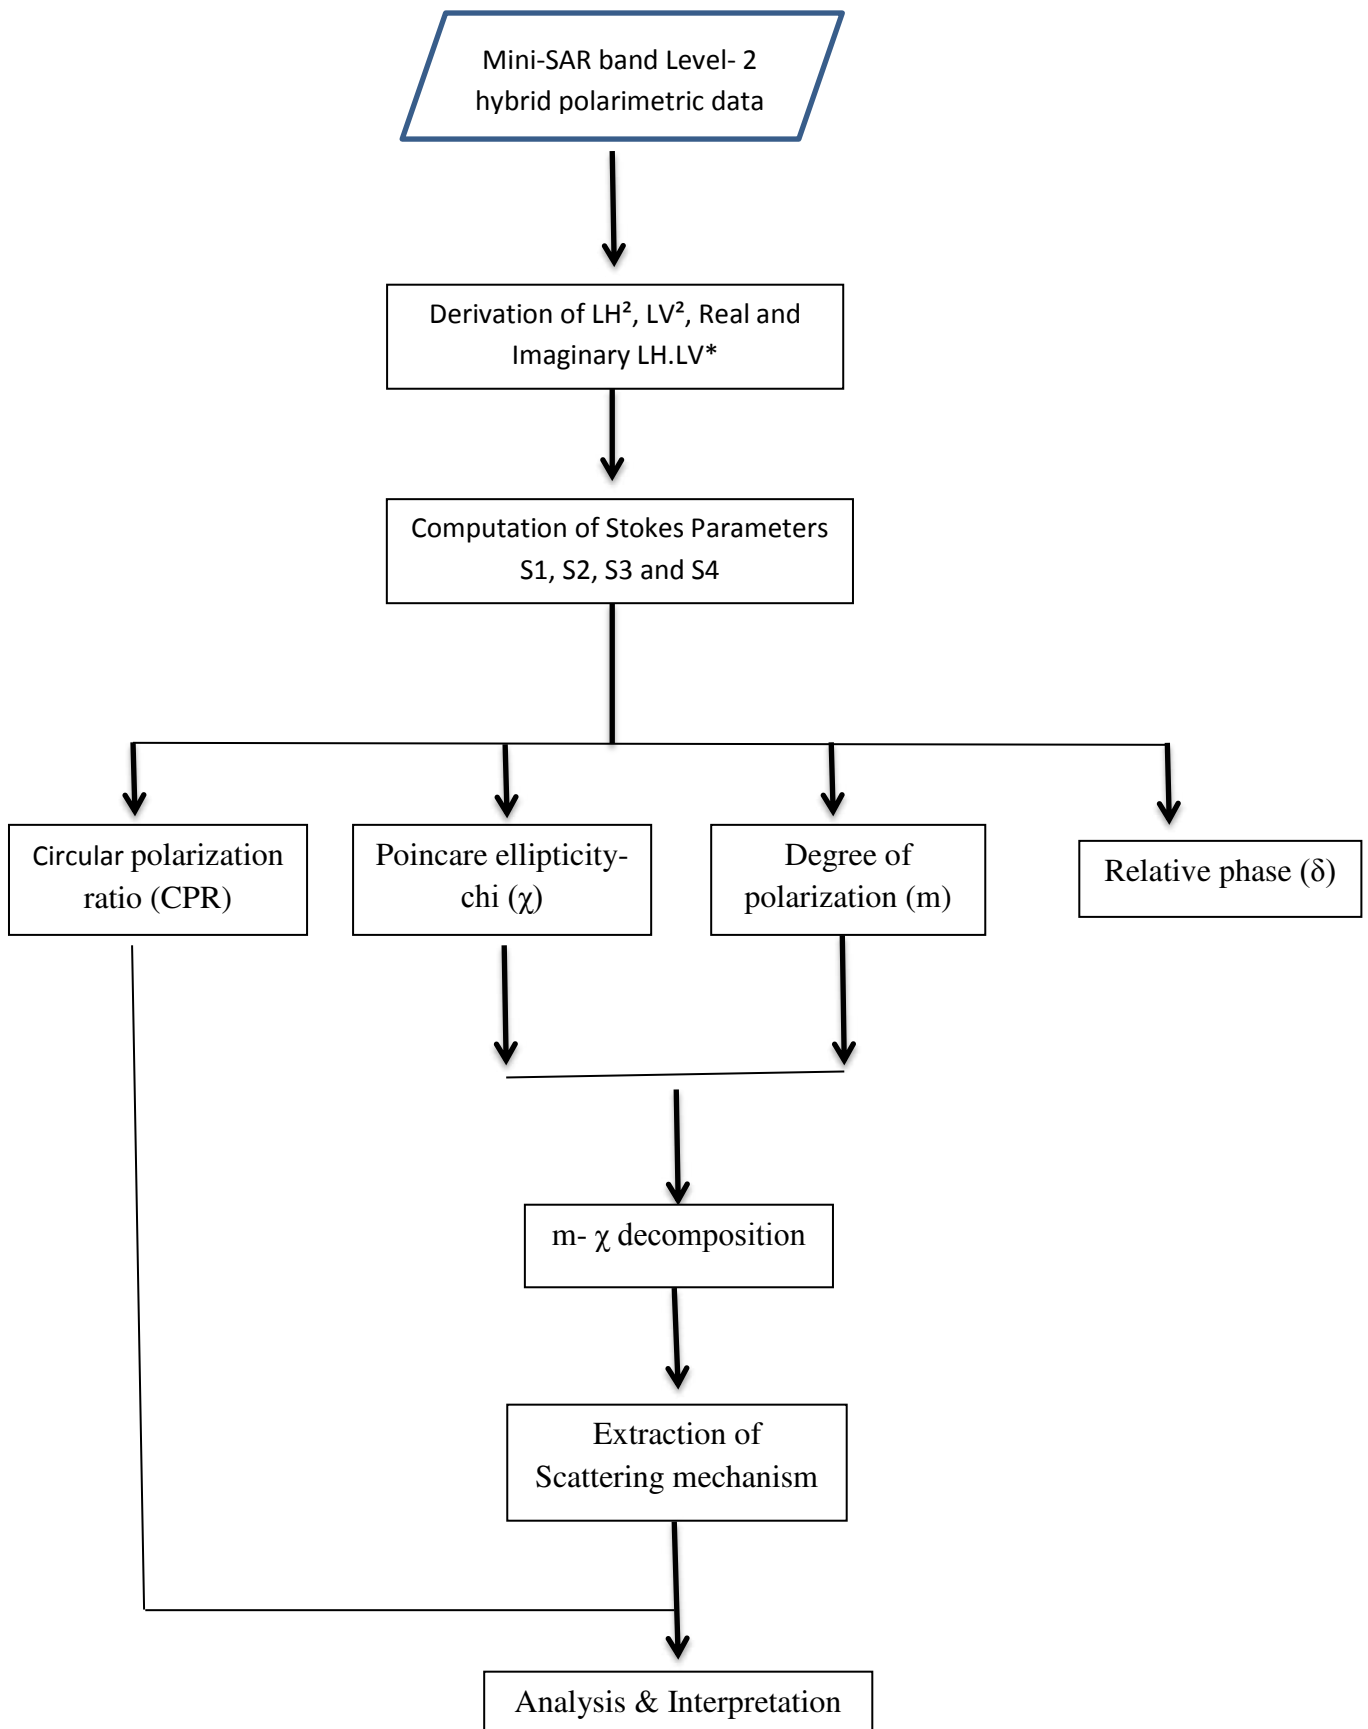 Mini-SAR band Level- 2
hybrid polarimetric data
Derivation of LH², LV², Real and
Imaginary LH.LV*
Computation of Stokes Parameters
S1, S2, S3 and S4
Circular polarization
ratio (CPR)
Poincare ellipticity-
chi (χ)
Degree of
polarization (m)
Relative phase (δ)
m- χ decomposition
Extraction of
Scattering mechanism
Analysis & Interpretation